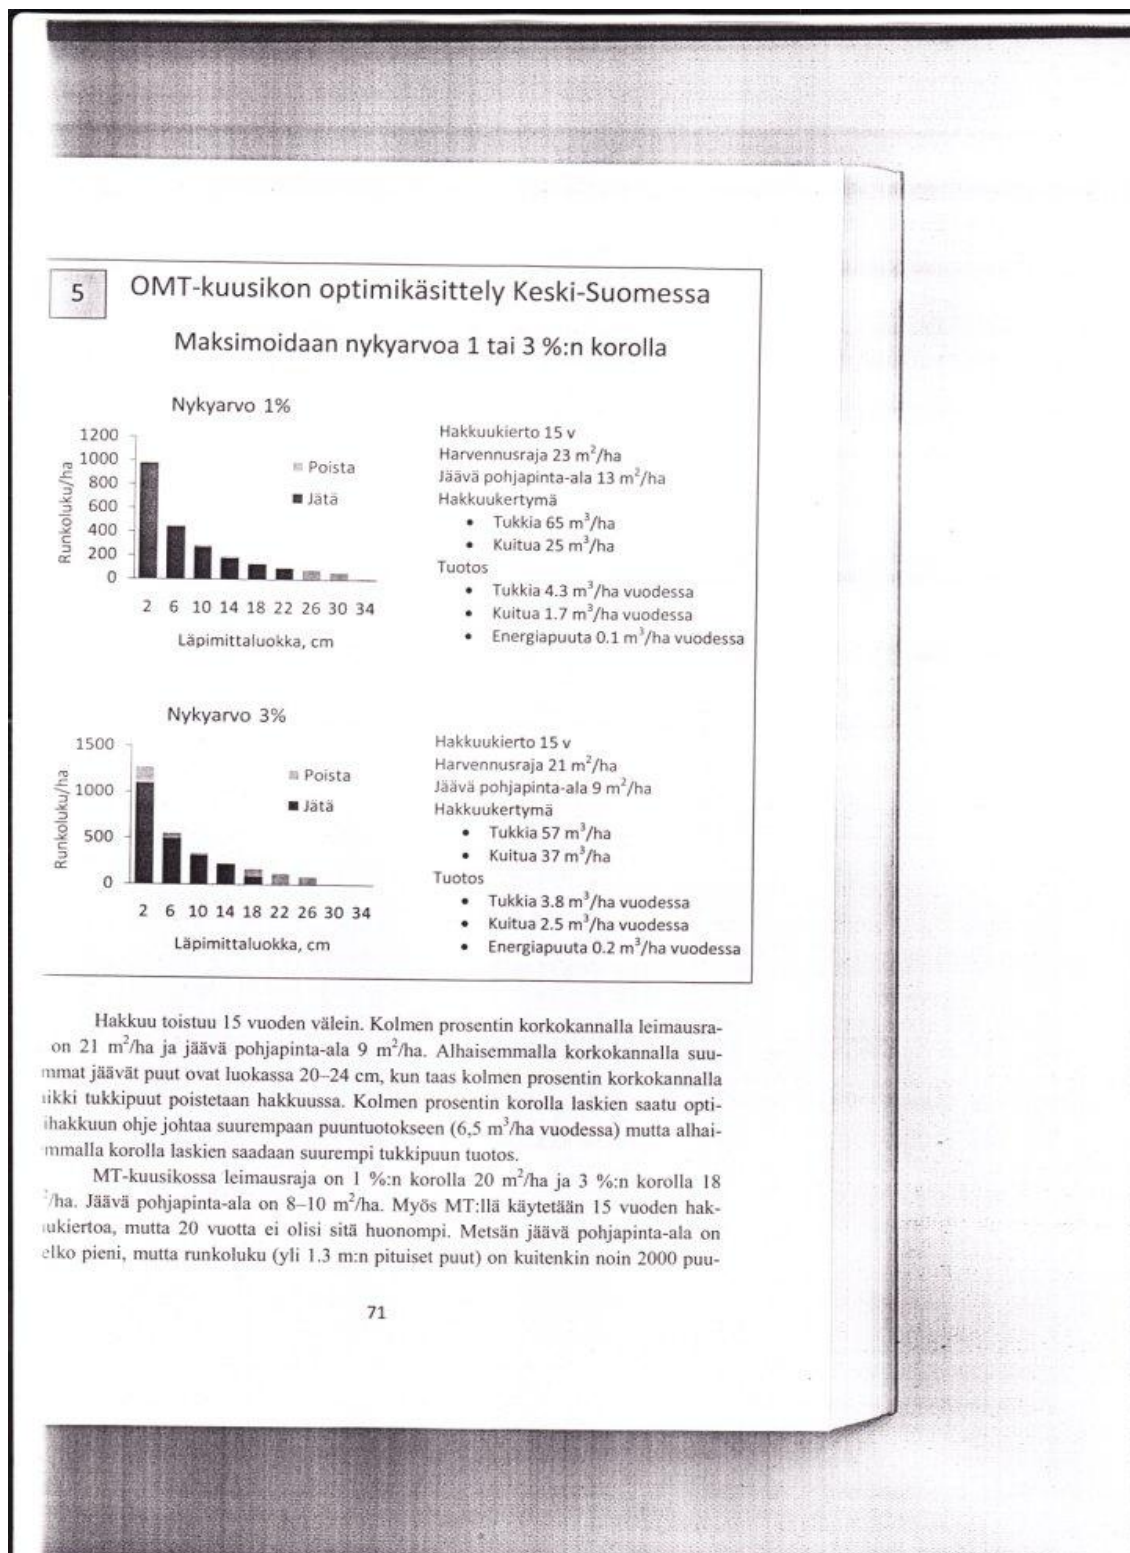 5
OMT-kuusikon optimikäsittely Keski-Suomessa
Maksimoidaan nykyarvoa 1 tai 3 %:n korolla
Nykyarvo 1%
Runkoluku/ha
1200
1000
800
600
400
200
0
Poista
Jätä
2 6 10 14 18 22 26 30 34
Läpimittaluokka, cm
Hakkuukierto 15 v
Harvennusraja 23 m²/ha
Jäävä pohjapinta-ala 13 m²/ha
Hakkuukertymä
• Tukkia 65 m³/ha
• Kuitua 25 m³/ha
Tuotos
• Tukkia 4.3 m³/ha vuodessa
• Kuitua 1.7 m³/ha vuodessa
• Energiapuuta 0.1 m³/ha vuodessa
Nykyarvo 3%
Runkoluku/ha
1500
1000
500
0
Poista
Jätä
2 6 10 14 18 22 26 30 34
Läpimittaluokka, cm
Hakkuukierto 15 v
Harvennusraja 21 m²/ha
Jäävä pohjapinta-ala 9 m²/ha
Hakkuukertymä
• Tukkia 57 m³/ha
• Kuitua 37 m³/ha
Tuotos
• Tukkia 3.8 m³/ha vuodessa
• Kuitua 2.5 m³/ha vuodessa
• Energiapuuta 0.2 m³/ha vuodessa
Hakkuu toistuu 15 vuoden välein. Kolmen prosentin korkokannalla leimausra-
on 21 m²/ha ja jäävä pohjapinta-ala 9 m²/ha. Alhaisemmalla korkokannalla suu-
mmat jäävät puut ovat luokassa 20–24 cm, kun taas kolmen prosentin korkokannalla
ikki tukkipuut poistetaan hakkuussa. Kolmen prosentin korolla laskien saatu opti-
ihakkuun ohje johtaa suurempaan puuntuotokseen (6,5 m³/ha vuodessa) mutta alhai-
mmalla korolla laskien saadaan suurempi tukkipuun tuotos.
MT-kuusikossa leimausraja on 1 %:n korolla 20 m²/ha ja 3 %:n korolla 18
²/ha. Jäävä pohjapinta-ala on 8–10 m²/ha. Myös MT:llä käytetään 15 vuoden hak-
ukiertoa, mutta 20 vuotta ei olisi sitä huonompi. Metsän jäävä pohjapinta-ala on
elko pieni, mutta runkoluku (yli 1.3 m:n pituiset puut) on kuitenkin noin 2000 puu-
71